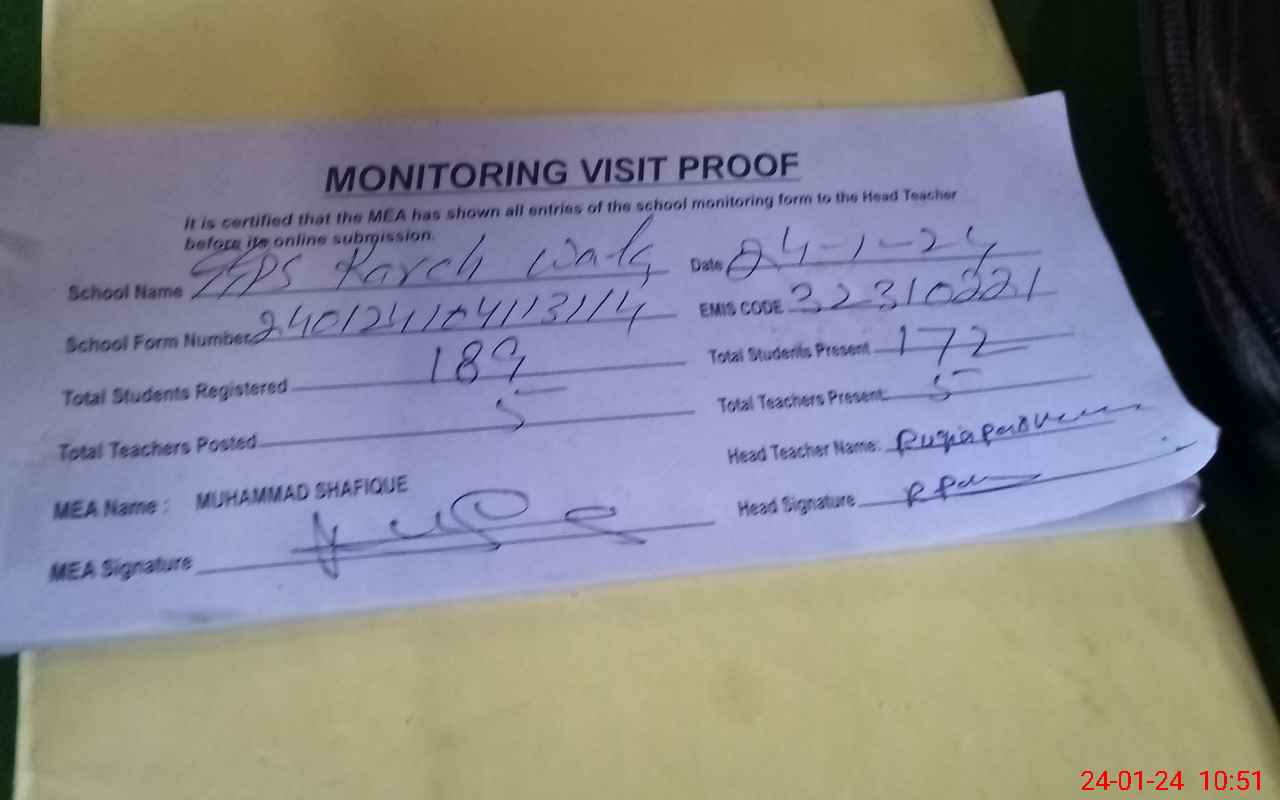 MONITORING VISIT PROOF
It is certified that the MEA has shown all entries of the school monitoring form to the Head Teacher
before its online submission.
School Name GGPS Karch Wala Date 24-1-24
School Form Number 240124104113114 EMIS CODE 32310221
Total Students Registered 189 Total Students Present 172
Total Teachers Posted 5 Total Teachers Present: 5
MEA Name : MUHAMMAD SHAFIQUE Head Teacher Name: Ruqia Parveen
MEA Signature Head Signature
24-01-24 10:51